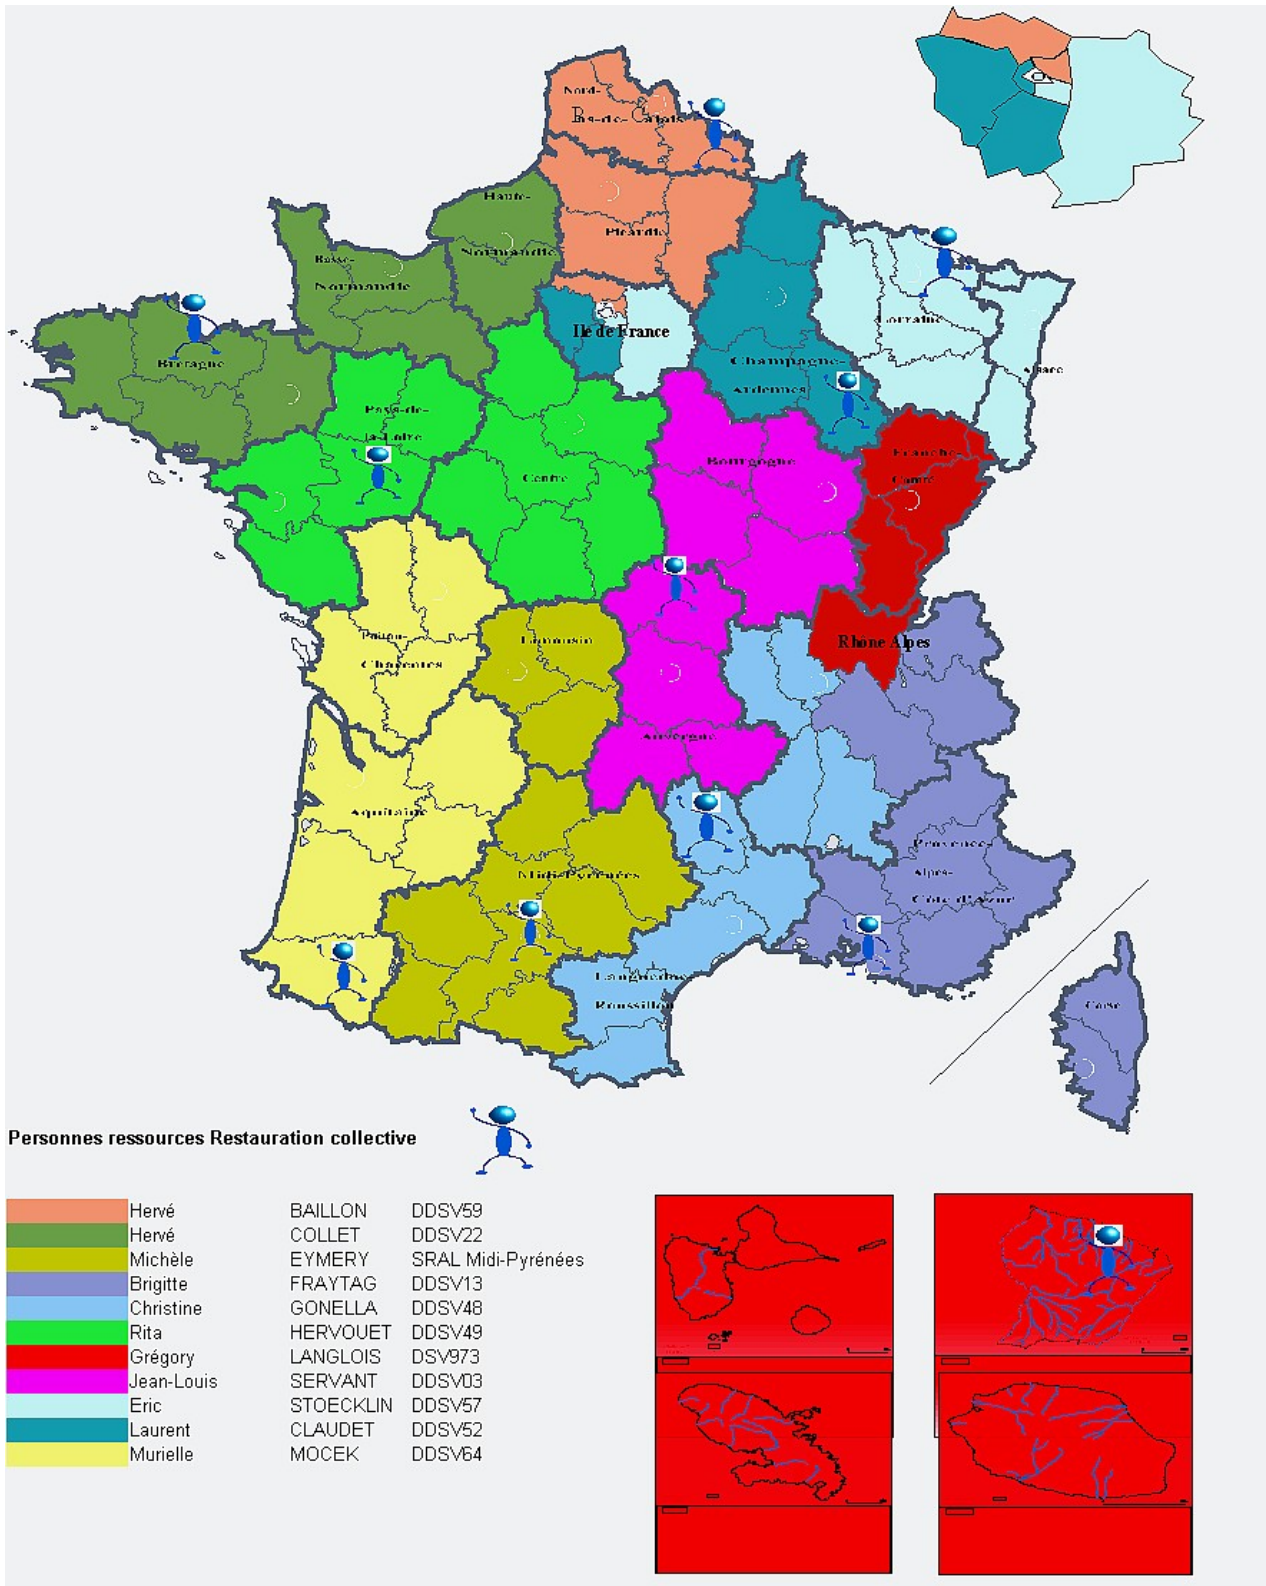 Nord-
Pas-de- Calais
Haute-
Picardie
Normandie
Basse-
Normandie
Ile de France
Lorraine
Bretagne
Champagne-
Alsace
Ardennes
Pays-de-
la-Loire
Franche-
Bourgogne
Centre
Comté
Poitou-
Limousin
Rhône Alpes
Charentes
Auvergne
Aquitaine
Provence-
Midi-Pyrénées
Alpes-
Côte d'Azur
Languedoc
Roussillon
Corse
Personnes ressources Restauration collective
Hervé BAILLON DDSV59
Hervé COLLET DDSV22
Michèle EYMERY SRAL Midi-Pyrénées
Brigitte FRAYTAG DDSV13
Christine GONELLA DDSV48
Rita HERVOUET DDSV49
Grégory LANGLOIS DSV973
Jean-Louis SERVANT DDSV03
Eric STOECKLIN DDSV57
Laurent CLAUDET DDSV52
Murielle MOCEK DDSV64